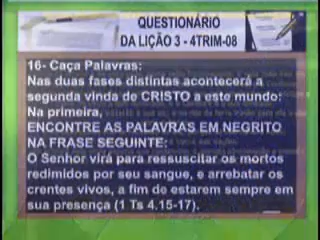 QUESTIONÁRIO
DA LIÇÃO 3 - 4TRIM-08
16- Caça Palavras:
Nas duas fases distintas acontecerá a
segunda vinda de CRISTO a este mundo:
Na primeira,
ENCONTRE AS PALAVRAS EM NEGRITO
NA FRASE SEGUINTE:
O Senhor virá para ressuscitar os mortos
redimidos por seu sangue, e arrebatar os
crentes vivos, a fim de estarem sempre em
sua presença (1 Ts 4.15-17).